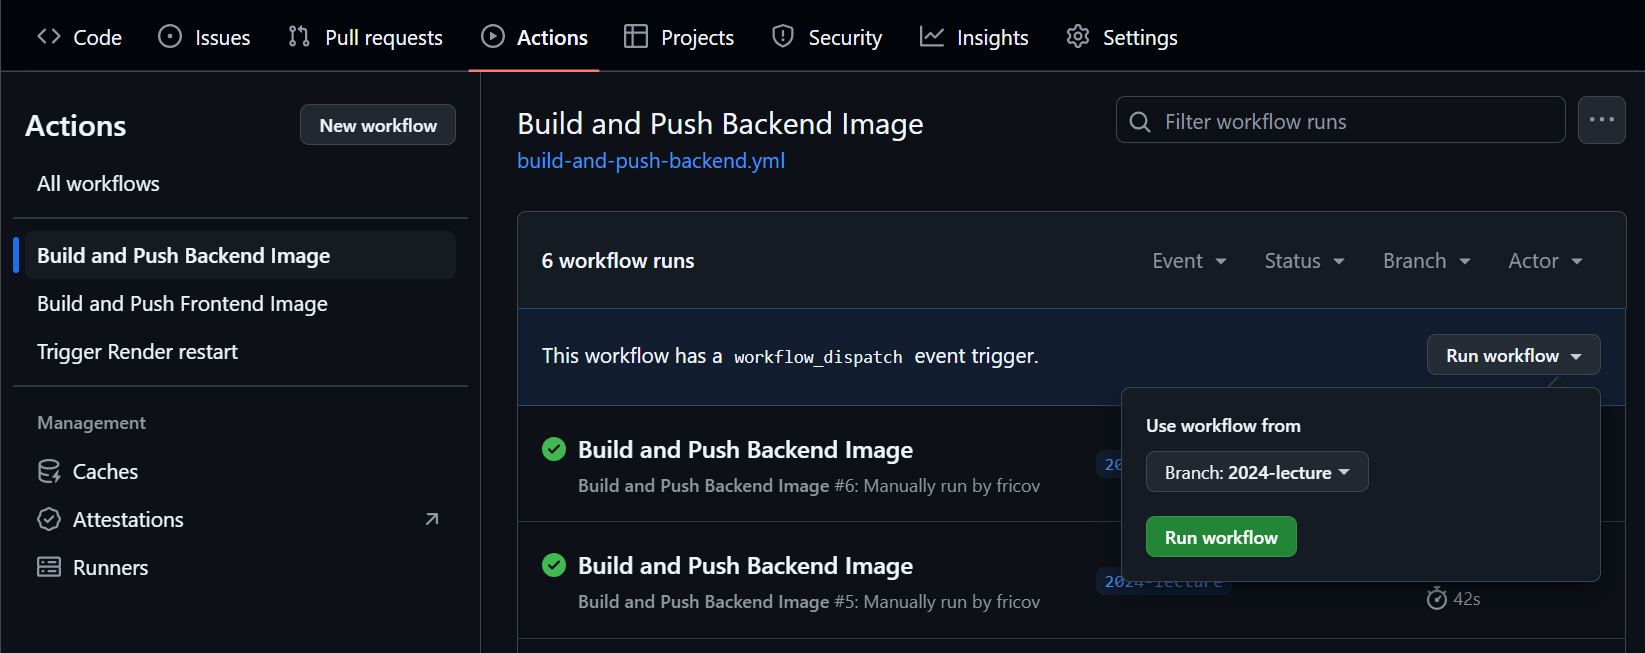 Code Issues Pull requests Actions Projects Security Insights Settings
Actions
New workflow
All workflows
Build and Push Backend Image
Build and Push Frontend Image
Trigger Render restart
Management
Caches
Attestations
Runners
Build and Push Backend Image
build-and-push-backend.yml
Filter workflow runs
6 workflow runs
Event Status Branch Actor
This workflow has a workflow_dispatch event trigger.
Run workflow
Use workflow from
Branch: 2024-lecture
Run workflow
Build and Push Backend Image
Build and Push Backend Image #6: Manually run by fricov
Build and Push Backend Image
Build and Push Backend Image #5: Manually run by fricov
2024-lecture
42s